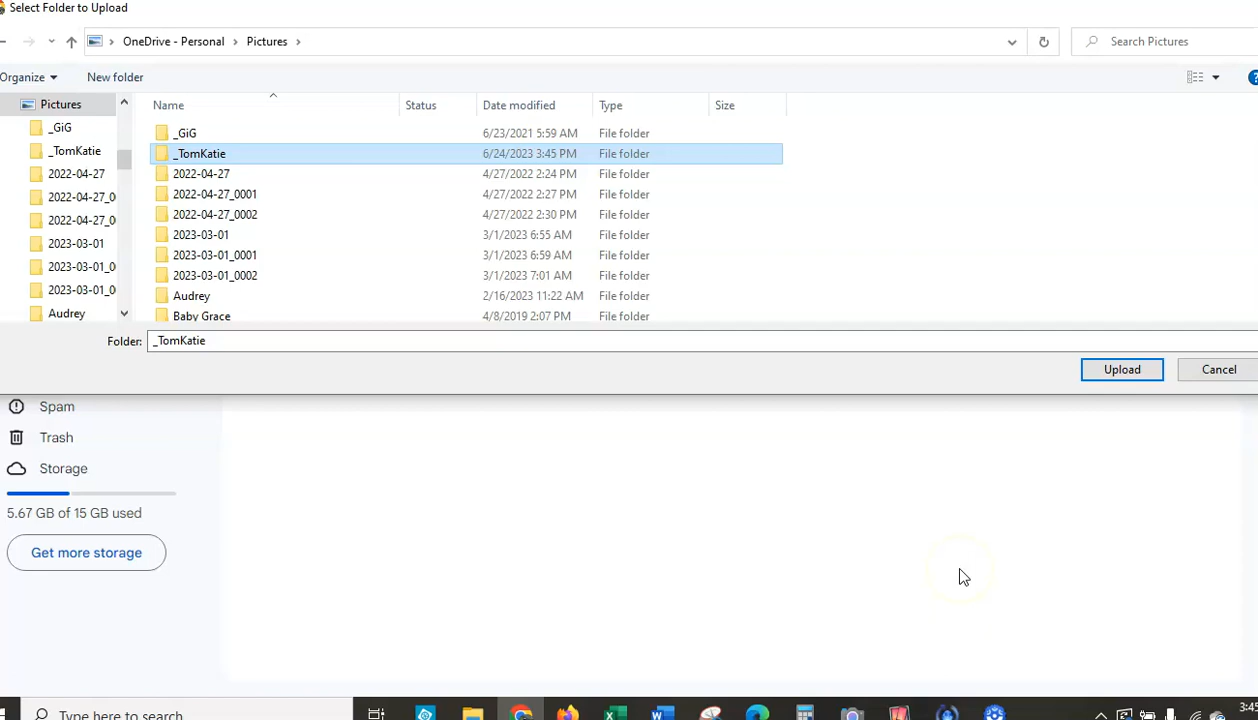 Select Folder to Upload
OneDrive - Personal > Pictures >
Search Pictures
Organize New folder
Name Status Date modified Type Size
Pictures
_GiG
_TomKatie
2022-04-27
2022-04-27_0
2022-04-27_0
2023-03-01
2023-03-01_0
2023-03-01_0
Audrey
_GiG 6/23/2021 5:59 AM File folder
_TomKatie 6/24/2023 3:45 PM File folder
2022-04-27 4/27/2022 2:24 PM File folder
2022-04-27_0001 4/27/2022 2:27 PM File folder
2022-04-27_0002 4/27/2022 2:30 PM File folder
2023-03-01 3/1/2023 6:55 AM File folder
2023-03-01_0001 3/1/2023 6:59 AM File folder
2023-03-01_0002 3/1/2023 7:01 AM File folder
Audrey 2/16/2023 11:22 AM File folder
Baby Grace 4/8/2019 2:07 PM File folder
Folder: _TomKatie
Upload Cancel
Spam
Trash
Storage
5.67 GB of 15 GB used
Get more storage
Type here to search
3:45